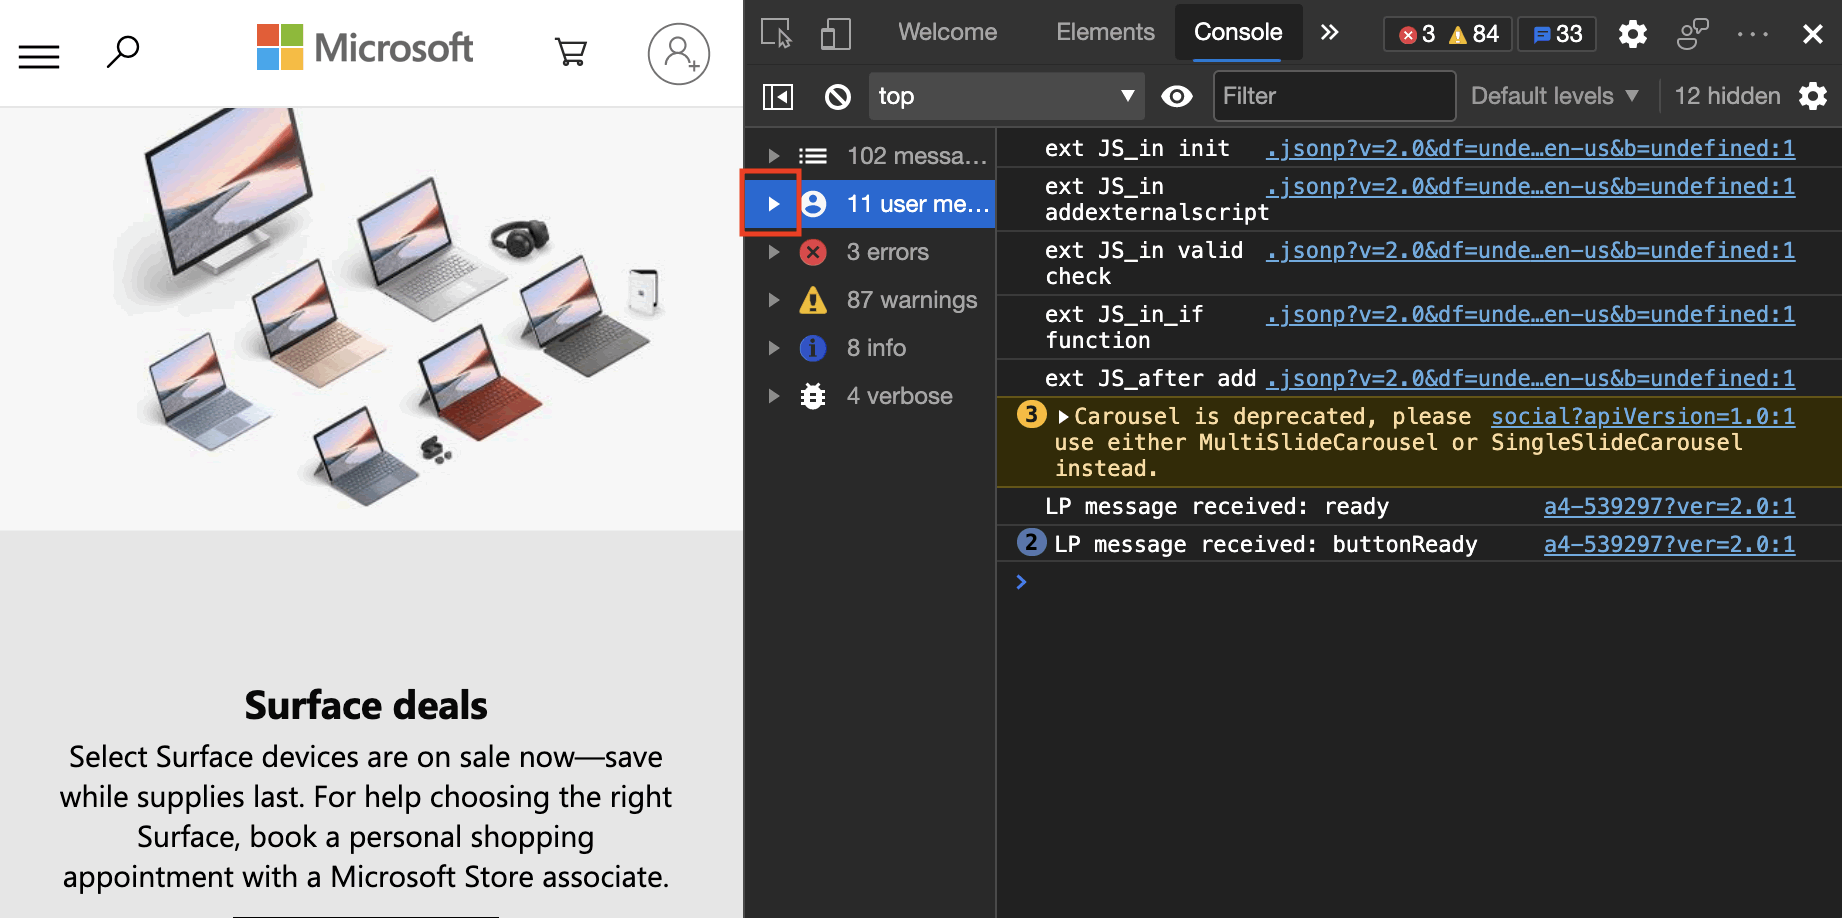 Microsoft
Surface deals
Select Surface devices are on sale now—save
while supplies last. For help choosing the right
Surface, book a personal shopping
appointment with a Microsoft Store associate.
Welcome Elements Console 3 84 33
top Filter Default levels 12 hidden
102 messa...
11 user me...
3 errors
87 warnings
8 info
4 verbose
ext JS_in init .jsonp?v=2.0&df=unde…en-us&b=undefined:1
ext JS_in .jsonp?v=2.0&df=unde…en-us&b=undefined:1
addexternalscript
ext JS_in valid .jsonp?v=2.0&df=unde…en-us&b=undefined:1
check
ext JS_in_if .jsonp?v=2.0&df=unde…en-us&b=undefined:1
function
ext JS_after add .jsonp?v=2.0&df=unde…en-us&b=undefined:1
3 Carousel is deprecated, please social?apiVersion=1.0:1
use either MultiSlideCarousel or SingleSlideCarousel
instead.
LP message received: ready a4-539297?ver=2.0:1
2 LP message received: buttonReady a4-539297?ver=2.0:1